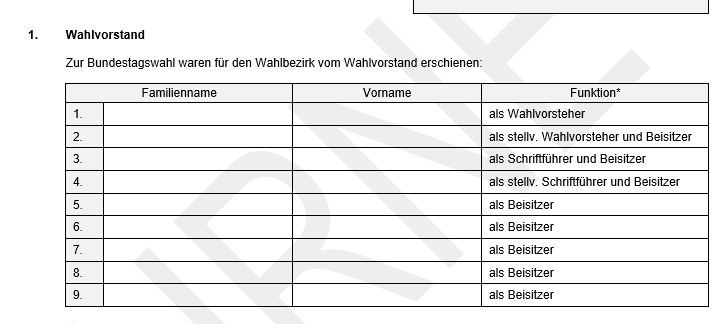 1. Wahlvorstand
Zur Bundestagswahl waren für den Wahlbezirk vom Wahlvorstand erschienen:
Familienname Vorname Funktion*
1. als Wahlvorsteher
2. als stellv. Wahlvorsteher und Beisitzer
3. als Schriftführer und Beisitzer
4. als stellv. Schriftführer und Beisitzer
5. als Beisitzer
6. als Beisitzer
7. als Beisitzer
8. als Beisitzer
9. als Beisitzer